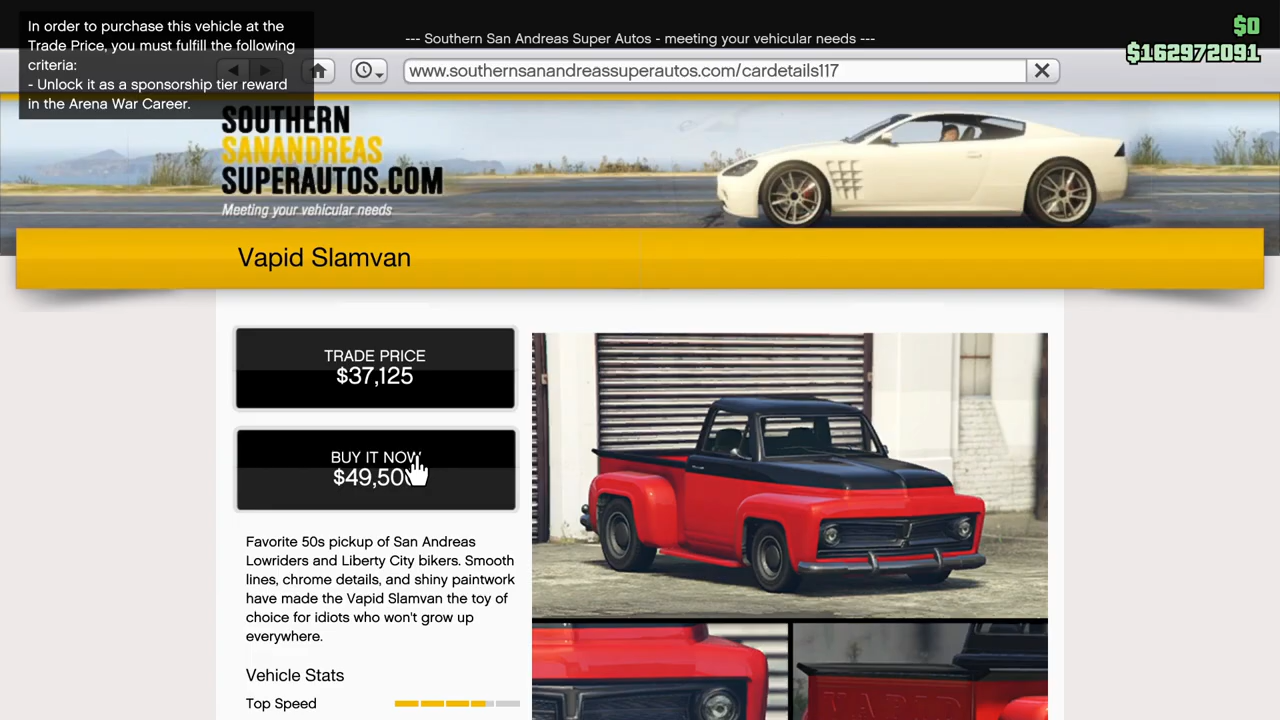 In order to purchase this vehicle at the
Trade Price, you must fulfill the following
criteria:
- Unlock it as a sponsorship tier reward
in the Arena War Career.
--- Southern San Andreas Super Autos - meeting your vehicular needs ---
$0
$162972091
www.southernsanandreassuperautos.com/cardetails117
SOUTHERN
SANANDREAS
SUPERAUTOS.COM
Meeting your vehicular needs
Vapid Slamvan
TRADE PRICE
$37,125
BUY IT NOW
Favorite 50s pickup of San Andreas
Lowriders and Liberty City bikers. Smooth
lines, chrome details, and shiny paintwork
have made the Vapid Slamvan the toy of
choice for idiots who won't grow up
everywhere.
Vehicle Stats
Top Speed
VAPID